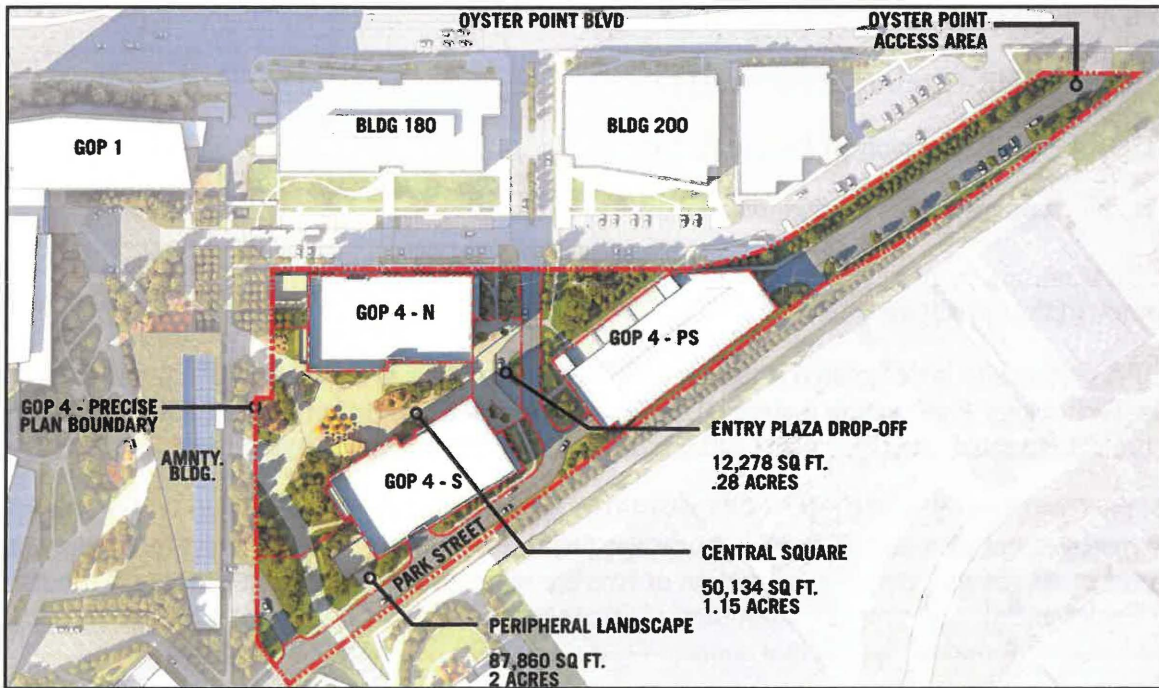 OYSTER POINT BLVD
OYSTER POINT
ACCESS AREA
GOP 1
BLDG 180
BLDG 200
GOP 4 - N
GOP 4 - PS
GOP 4 - PRECISE
PLAN BOUNDARY
AMNTY.
BLDG.
GOP 4 - S
PARK STREET
ENTRY PLAZA DROP-OFF
12,278 SQ FT.
.28 ACRES
CENTRAL SQUARE
50,134 SQ FT.
1.15 ACRES
PERIPHERAL LANDSCAPE
87,860 SQ FT.
2 ACRES